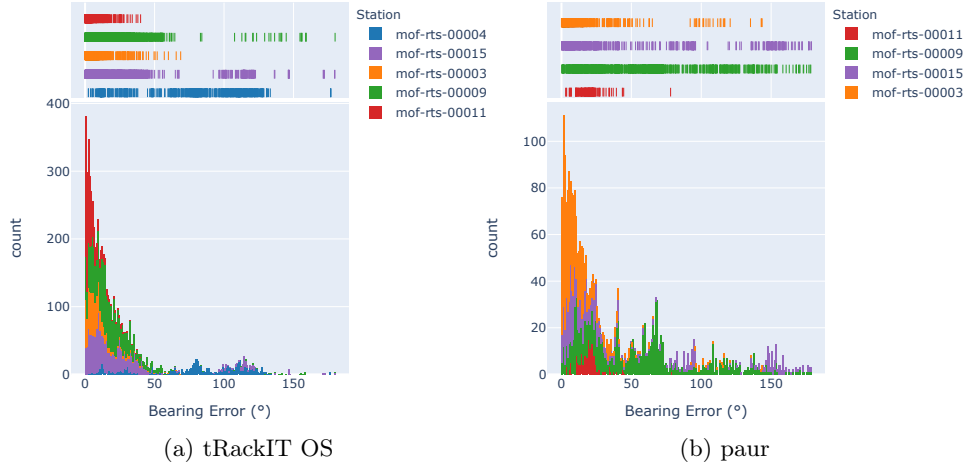 Station
mof-rts-00004
mof-rts-00015
mof-rts-00003
mof-rts-00009
mof-rts-00011
400
300
200
100
0
count
0
50
100
150
Bearing Error (°)
(a) tRackIT OS
Station
mof-rts-00011
mof-rts-00009
mof-rts-00015
mof-rts-00003
100
80
60
40
20
0
count
0
50
100
150
Bearing Error (°)
(b) paur